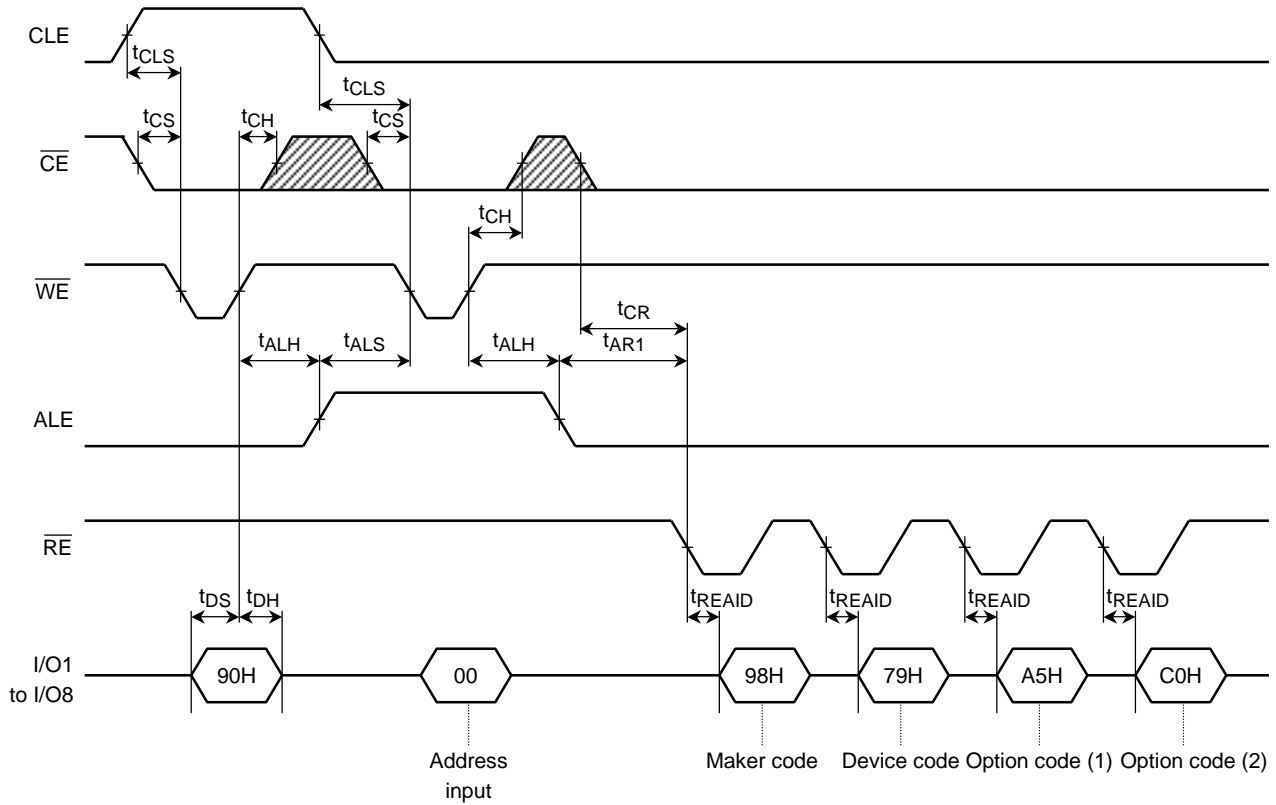 CLE
tCLS
tCLS
tCS
tCH
tCS
CE
tCH
WE
tCR
tALH
tALS
tALH
tAR1
ALE
RE
tDS
tDH
tREAID
tREAID
tREAID
tREAID
I/O1
to I/O8
90H
00
98H
79H
A5H
C0H
Address
input
Maker code
Device code
Option code (1)
Option code (2)